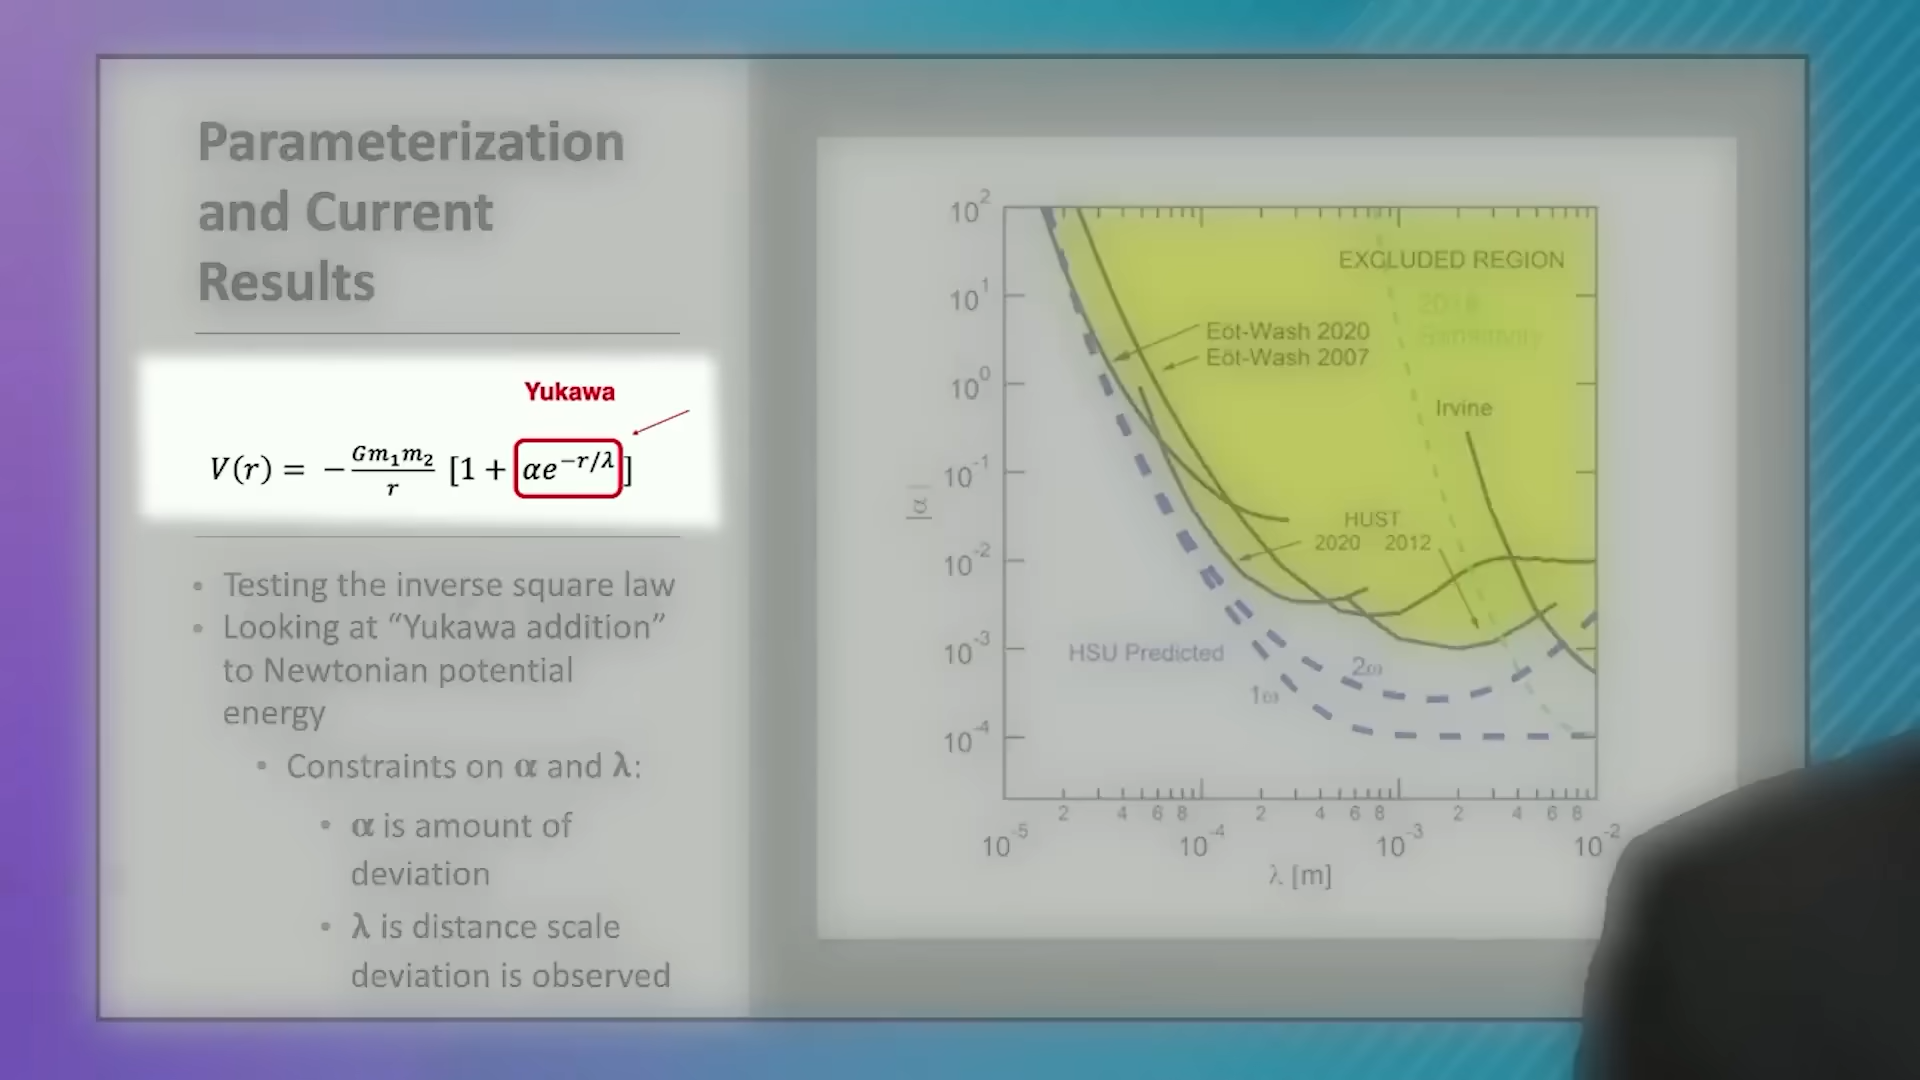 Parameterization
and Current
Results
Yukawa
V(r) = −Gm₁m₂/r [1 + αe^−r/λ]
• Testing the inverse square law
• Looking at “Yukawa addition”
to Newtonian potential
energy
• Constraints on α and λ:
• α is amount of
deviation
• λ is distance scale
deviation is observed
10²
10¹
10⁰
10⁻¹
10⁻²
10⁻³
10⁻⁴
|α|
EXCLUDED REGION
2018
Sensitivity
Eöt-Wash 2020
Eöt-Wash 2007
Irvine
HUST
2020 2012
HSU Predicted
2ω
1ω
2 4 6 8 2 4 6 8 2 4 6 8
10⁻⁵ 10⁻⁴ 10⁻³ 10⁻²
λ [m]